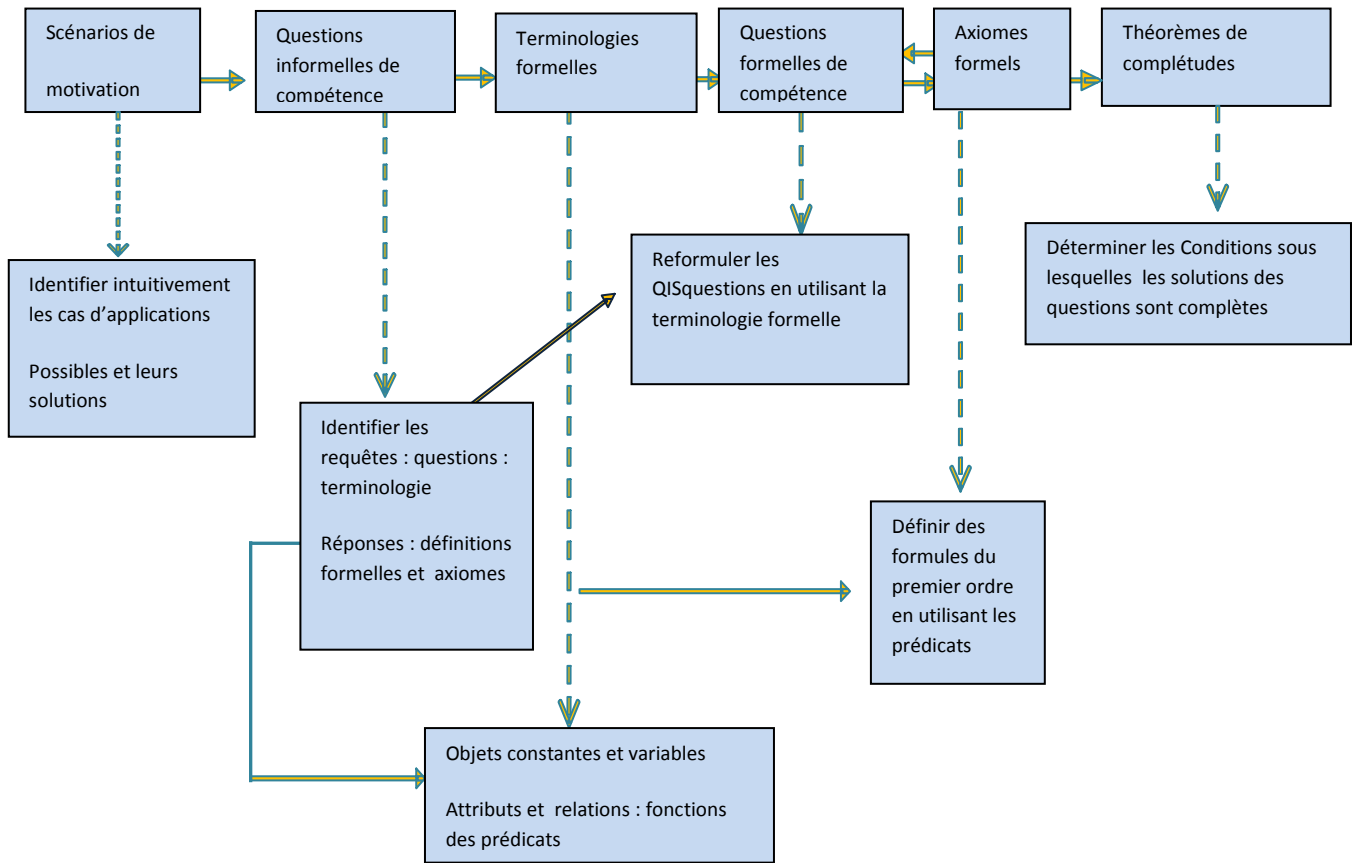 Scénarios de
motivation
Questions
informelles de
compétence
Terminologies
formelles
Questions
formelles de
compétence
Axiomes
formels
Théorèmes de
complétudes
Identifier intuitivement
les cas d’applications
Possibles et leurs
solutions
Reformuler les
QISquestions en utilisant la
terminologie formelle
Déterminer les Conditions sous
lesquelles les solutions des
questions sont complètes
Identifier les
requêtes : questions :
terminologie
Réponses : définitions
formelles et axiomes
Définir des
formules du
premier ordre
en utilisant les
prédicats
Objets constantes et variables
Attributs et relations : fonctions
des prédicats